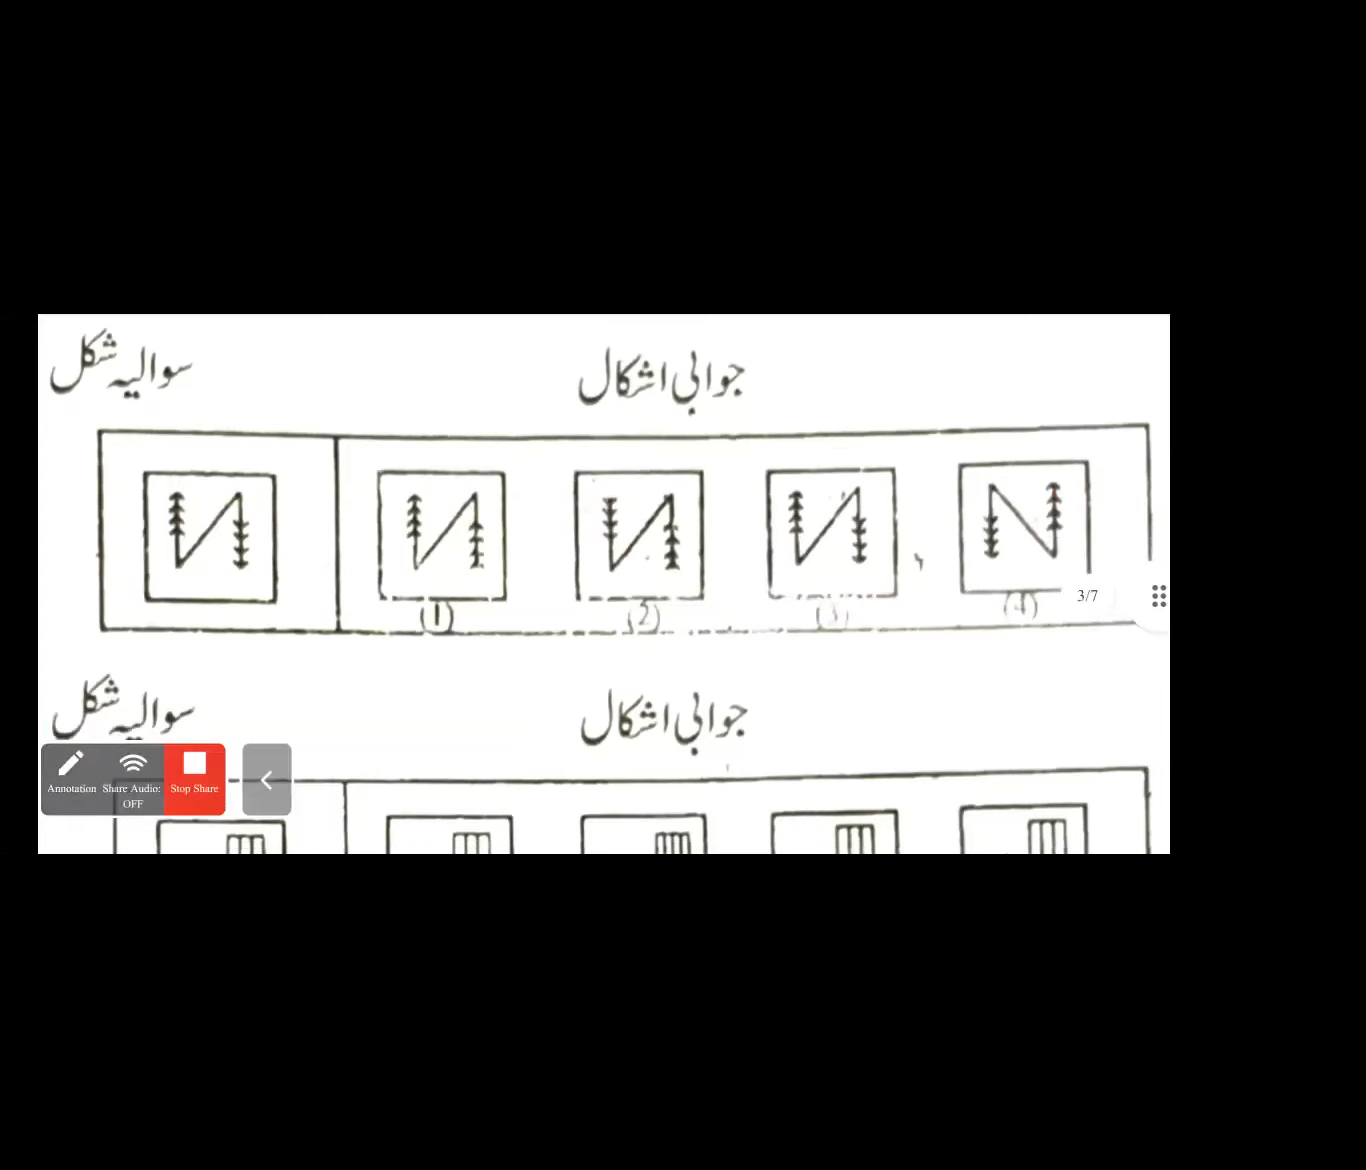 سوالیہ شکل جوابی اشکال
(1) (2) (3) (4)
3/7
سوالیہ شکل جوابی اشکال
Annotation Share Audio: OFF Stop Share